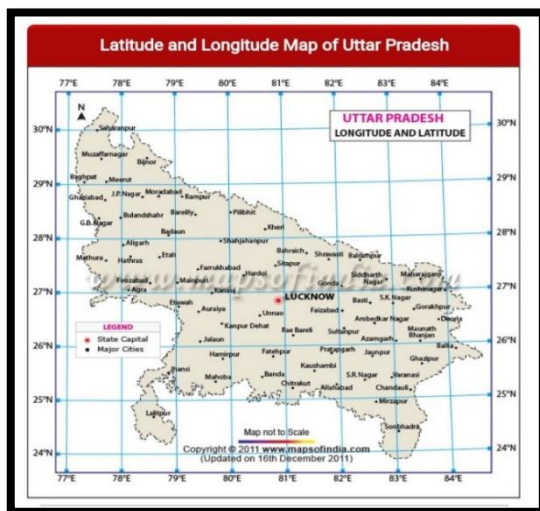 Latitude and Longitude Map of Uttar Pradesh
77°E 78°E 79°E 80°E 81°E 82°E 83°E 84°E
N
UTTAR PRADESH
LONGITUDE AND LATITUDE
30°N Saharanpur 30°N
Muzaffarnagar Bijnor
Baghpat Meerut
29°N 29°N
Ghaziabad J.P.Nagar Moradabad Rampur
G.B.Nagar Bulandshahr Bareilly Pilibhit
Badaun Kheri
28°N 28°N
Aligarh Shahjahanpur
Mathura Hathras Etah Sitapur Bahraich Shravasti Balrampur
www.mapsofindia.com
Farrukhabad Hardoi Siddharth Nagar Maharajganj
Firozabad Mainpuri Gonda Kushinagar
27°N Agra Kannauj 27°N
LUCKNOW Basti S.K.Nagar
Etawah Auraiya Unnao Faizabad Gorakhpur
Ambedkar Nagar Deoria
Kanpur Dehat Rae Bareli Sultanpur Maunath Bhanjan
LEGEND
State Capital
Major Cities
Jalaun Azamgarh Ballia
26°N 26°N
Hamirpur Fatehpur Pratapgarh Jaunpur Ghazipur
Jhansi Mahoba Banda Kaushambi S.R.Nagar Varanasi
Chitrakut Allahabad Chandauli
25°N Mirzapur 25°N
Lalitpur
Sonbhadra
Map not to Scale
Copyright © 2011 www.mapsofindia.com
24°N (Updated on 16th December 2011) 24°N
77°E 78°E 79°E 80°E 81°E 82°E 83°E 84°E